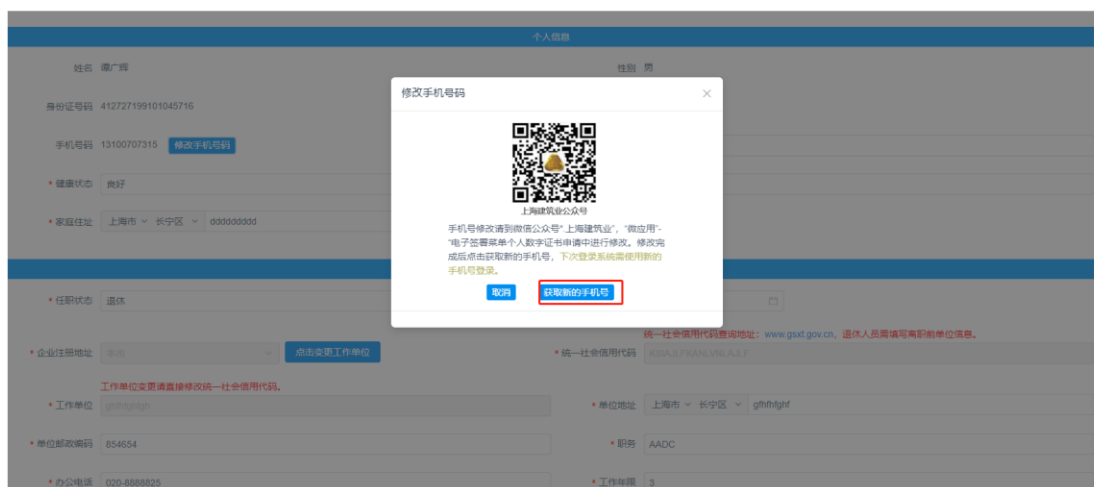 个人信息
姓名 谭广辉
性别 男
身份证号码 412727199101045716
手机号码 13100707315 修改手机号码
* 健康状态 良好
* 家庭住址 上海市 长宁区 ddddddddd
修改手机号码
上海建筑业公众号
手机号修改请到微信公众号“上海建筑业”，“微应用”-
“电子签署菜单个人数字证书申请中进行修改。修改完
成后点击获取新的手机号，下次登录系统需使用新的
手机号登录。
取消 获取新的手机号
* 任职状态 退休
统一社会信用代码查询地址：www.gsxt.gov.cn，退休人员需填写离职前单位信息。
* 企业注册地址 本市 点击变更工作单位
* 统一社会信用代码
工作单位变更请直接修改统一社会信用代码。
* 工作单位
* 单位地址 上海市 长宁区 gfhfhfghf
* 单位邮政编码 854654
* 职务 AADC
* 办公电话 020-8888825
* 工作年限 3